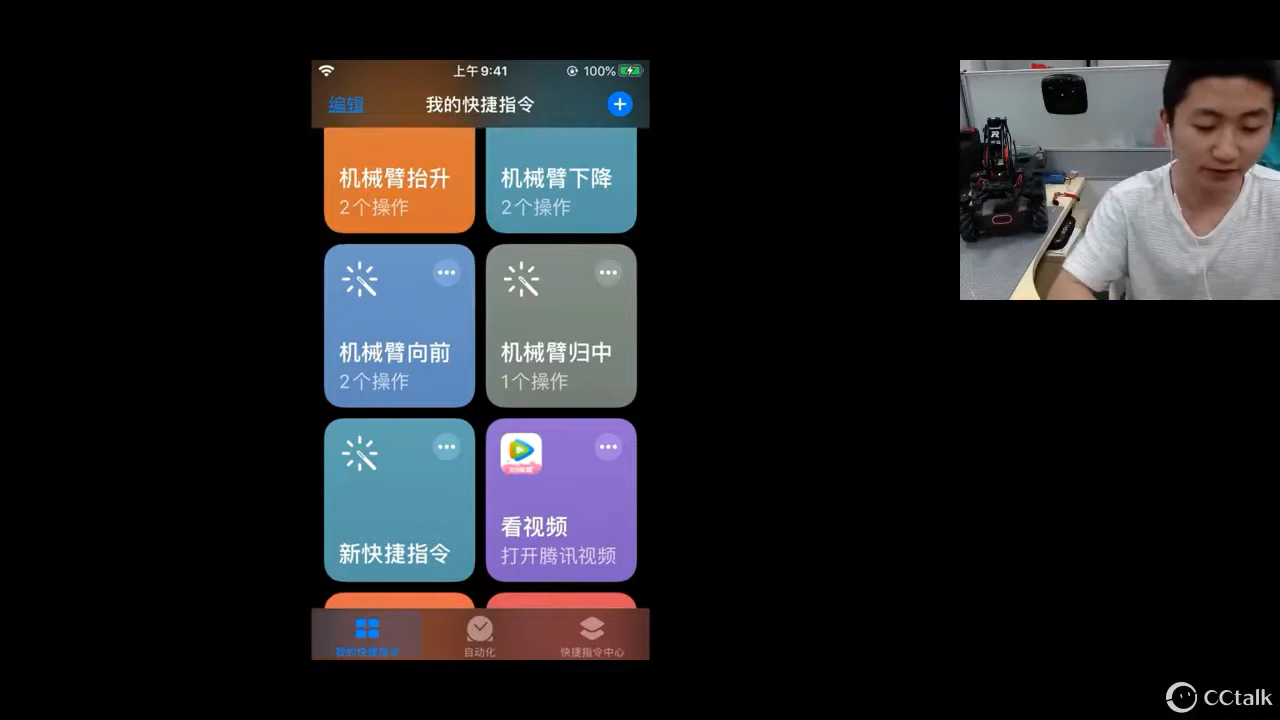 上午9:41
100%
编辑
我的快捷指令
机械臂抬升
2个操作
机械臂下降
2个操作
机械臂向前
2个操作
机械臂归中
1个操作
新快捷指令
看视频
打开腾讯视频
我的快捷指令
自动化
快捷指令中心
CCtalk